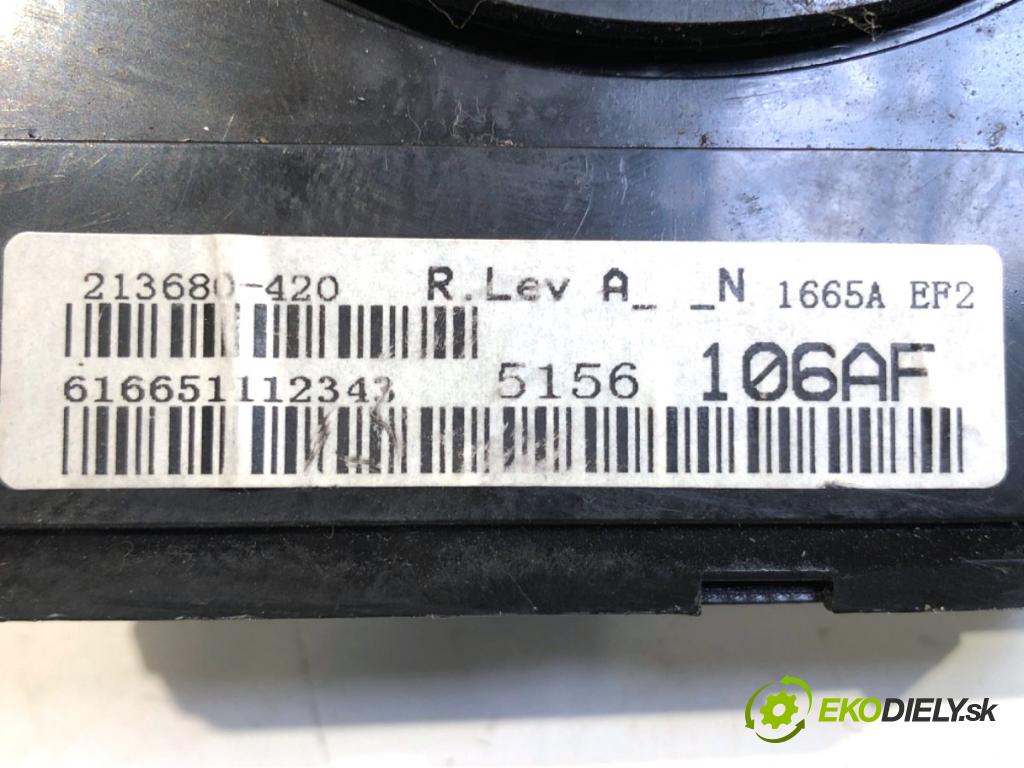 213680-420 R.Lev A_ _N 1665A EF2
616651112343 5156 106AF
EKODIELY.sk